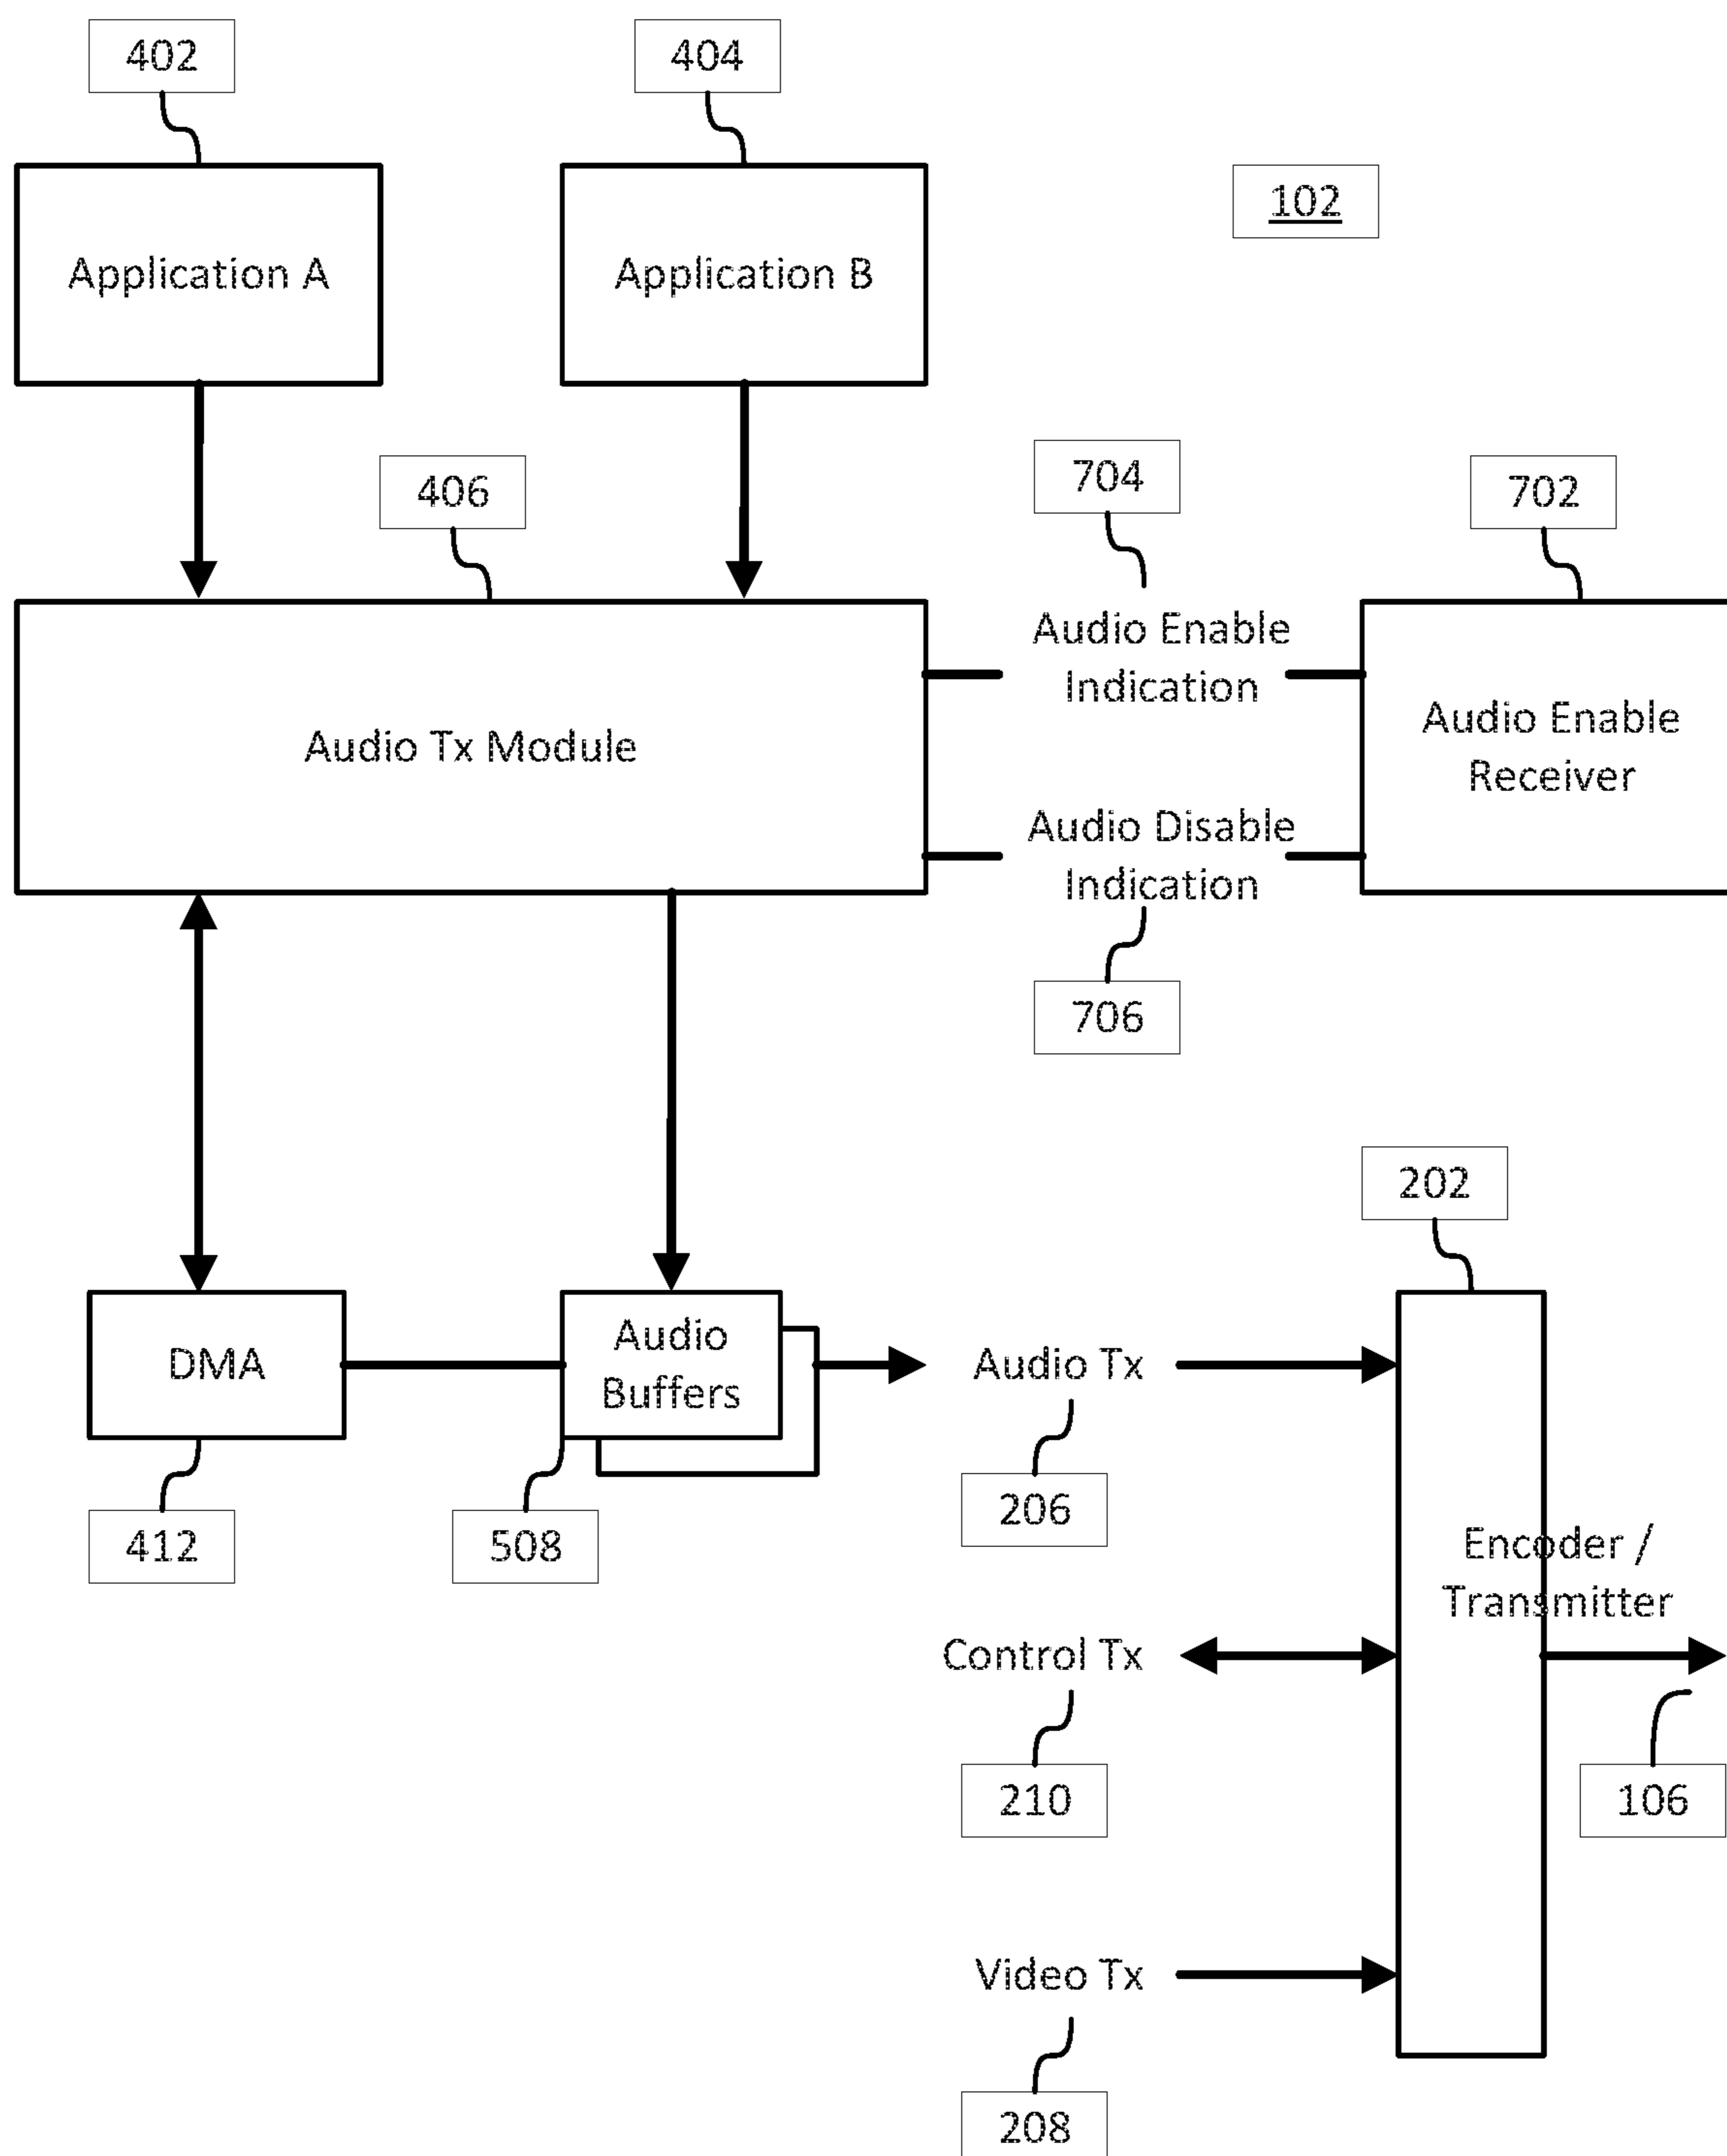 402
404
102
Application A
Application B
406
704
702
Audio Enable
Indication
Audio Tx Module
Audio Enable
Receiver
Audio Disable
Indication
706
202
DMA
Audio
Buffers
Audio Tx
412
508
206
Encoder /
Transmitter
Control Tx
210
106
Video Tx
208